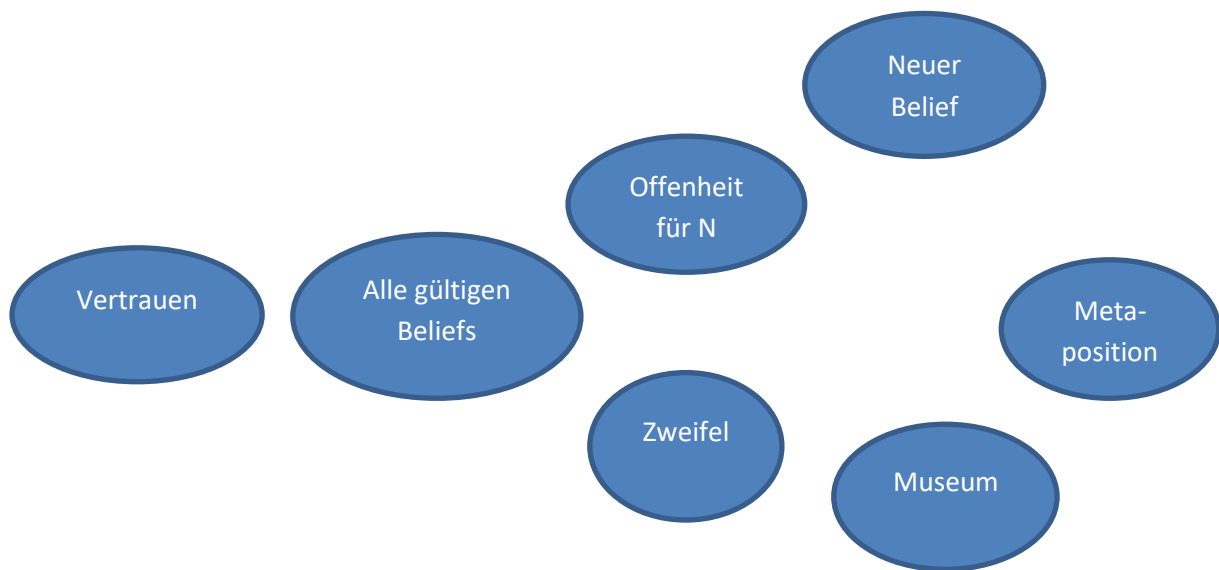 Neuer
Belief
Offenheit
für N
Vertrauen
Alle gültigen
Beliefs
Meta-
position
Zweifel
Museum